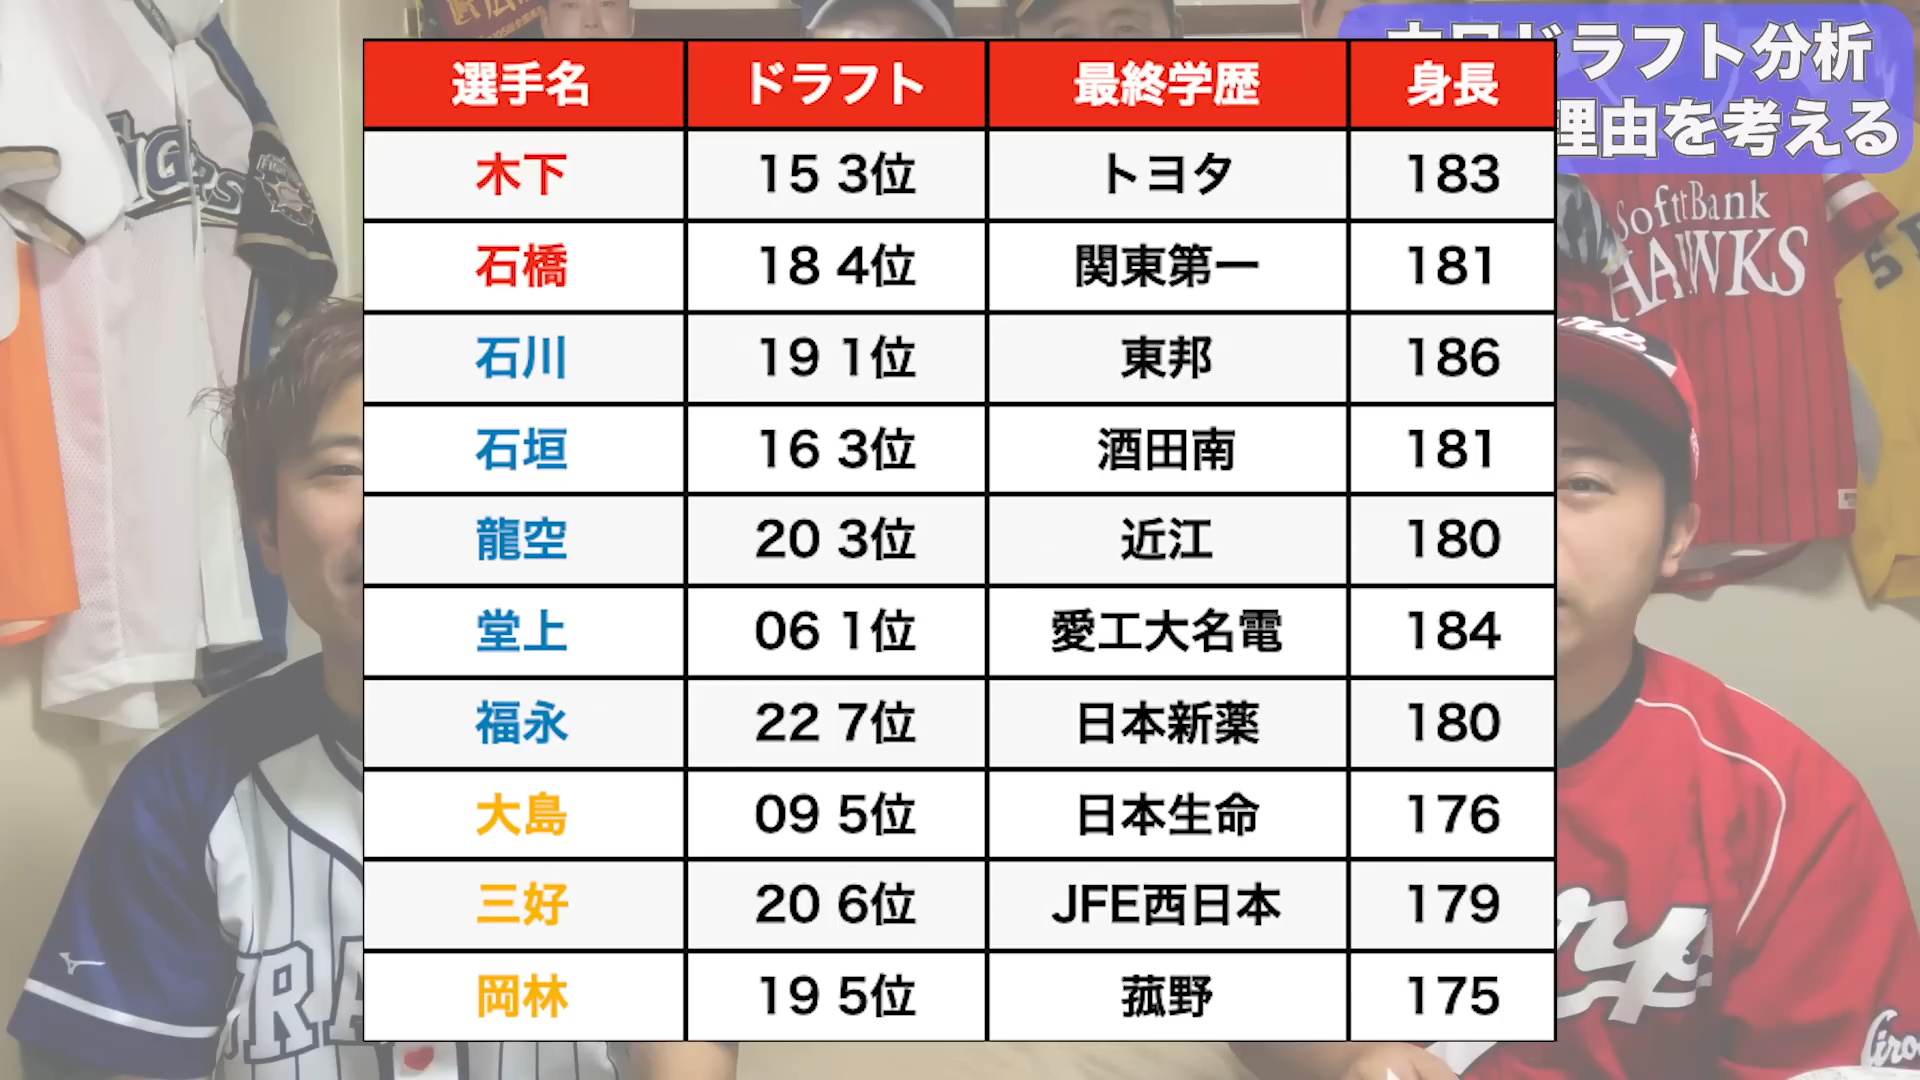 ドラフト分析
理由を考える
選手名 ドラフト 最終学歴 身長
木下 15 3位 トヨタ 183
石橋 18 4位 関東第一 181
石川 19 1位 東邦 186
石垣 16 3位 酒田南 181
龍空 20 3位 近江 180
堂上 06 1位 愛工大名電 184
福永 22 7位 日本新薬 180
大島 09 5位 日本生命 176
三好 20 6位 JFE西日本 179
岡林 19 5位 菰野 175
SoftBank
HAWKS